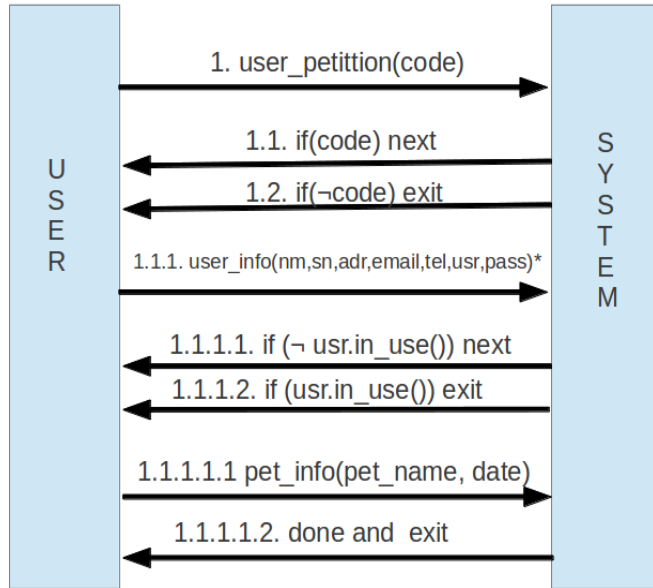 1. user_petittion(code)
1.1. if(code) next
1.2. if(¬code) exit
USER
SYSTEM
1.1.1. user_info(nm,sn,adr,email,tel,usr,pass)*
1.1.1.1. if (¬ usr.in_use()) next
1.1.1.2. if (usr.in_use()) exit
1.1.1.1.1 pet_info(pet_name, date)
1.1.1.1.2. done and exit